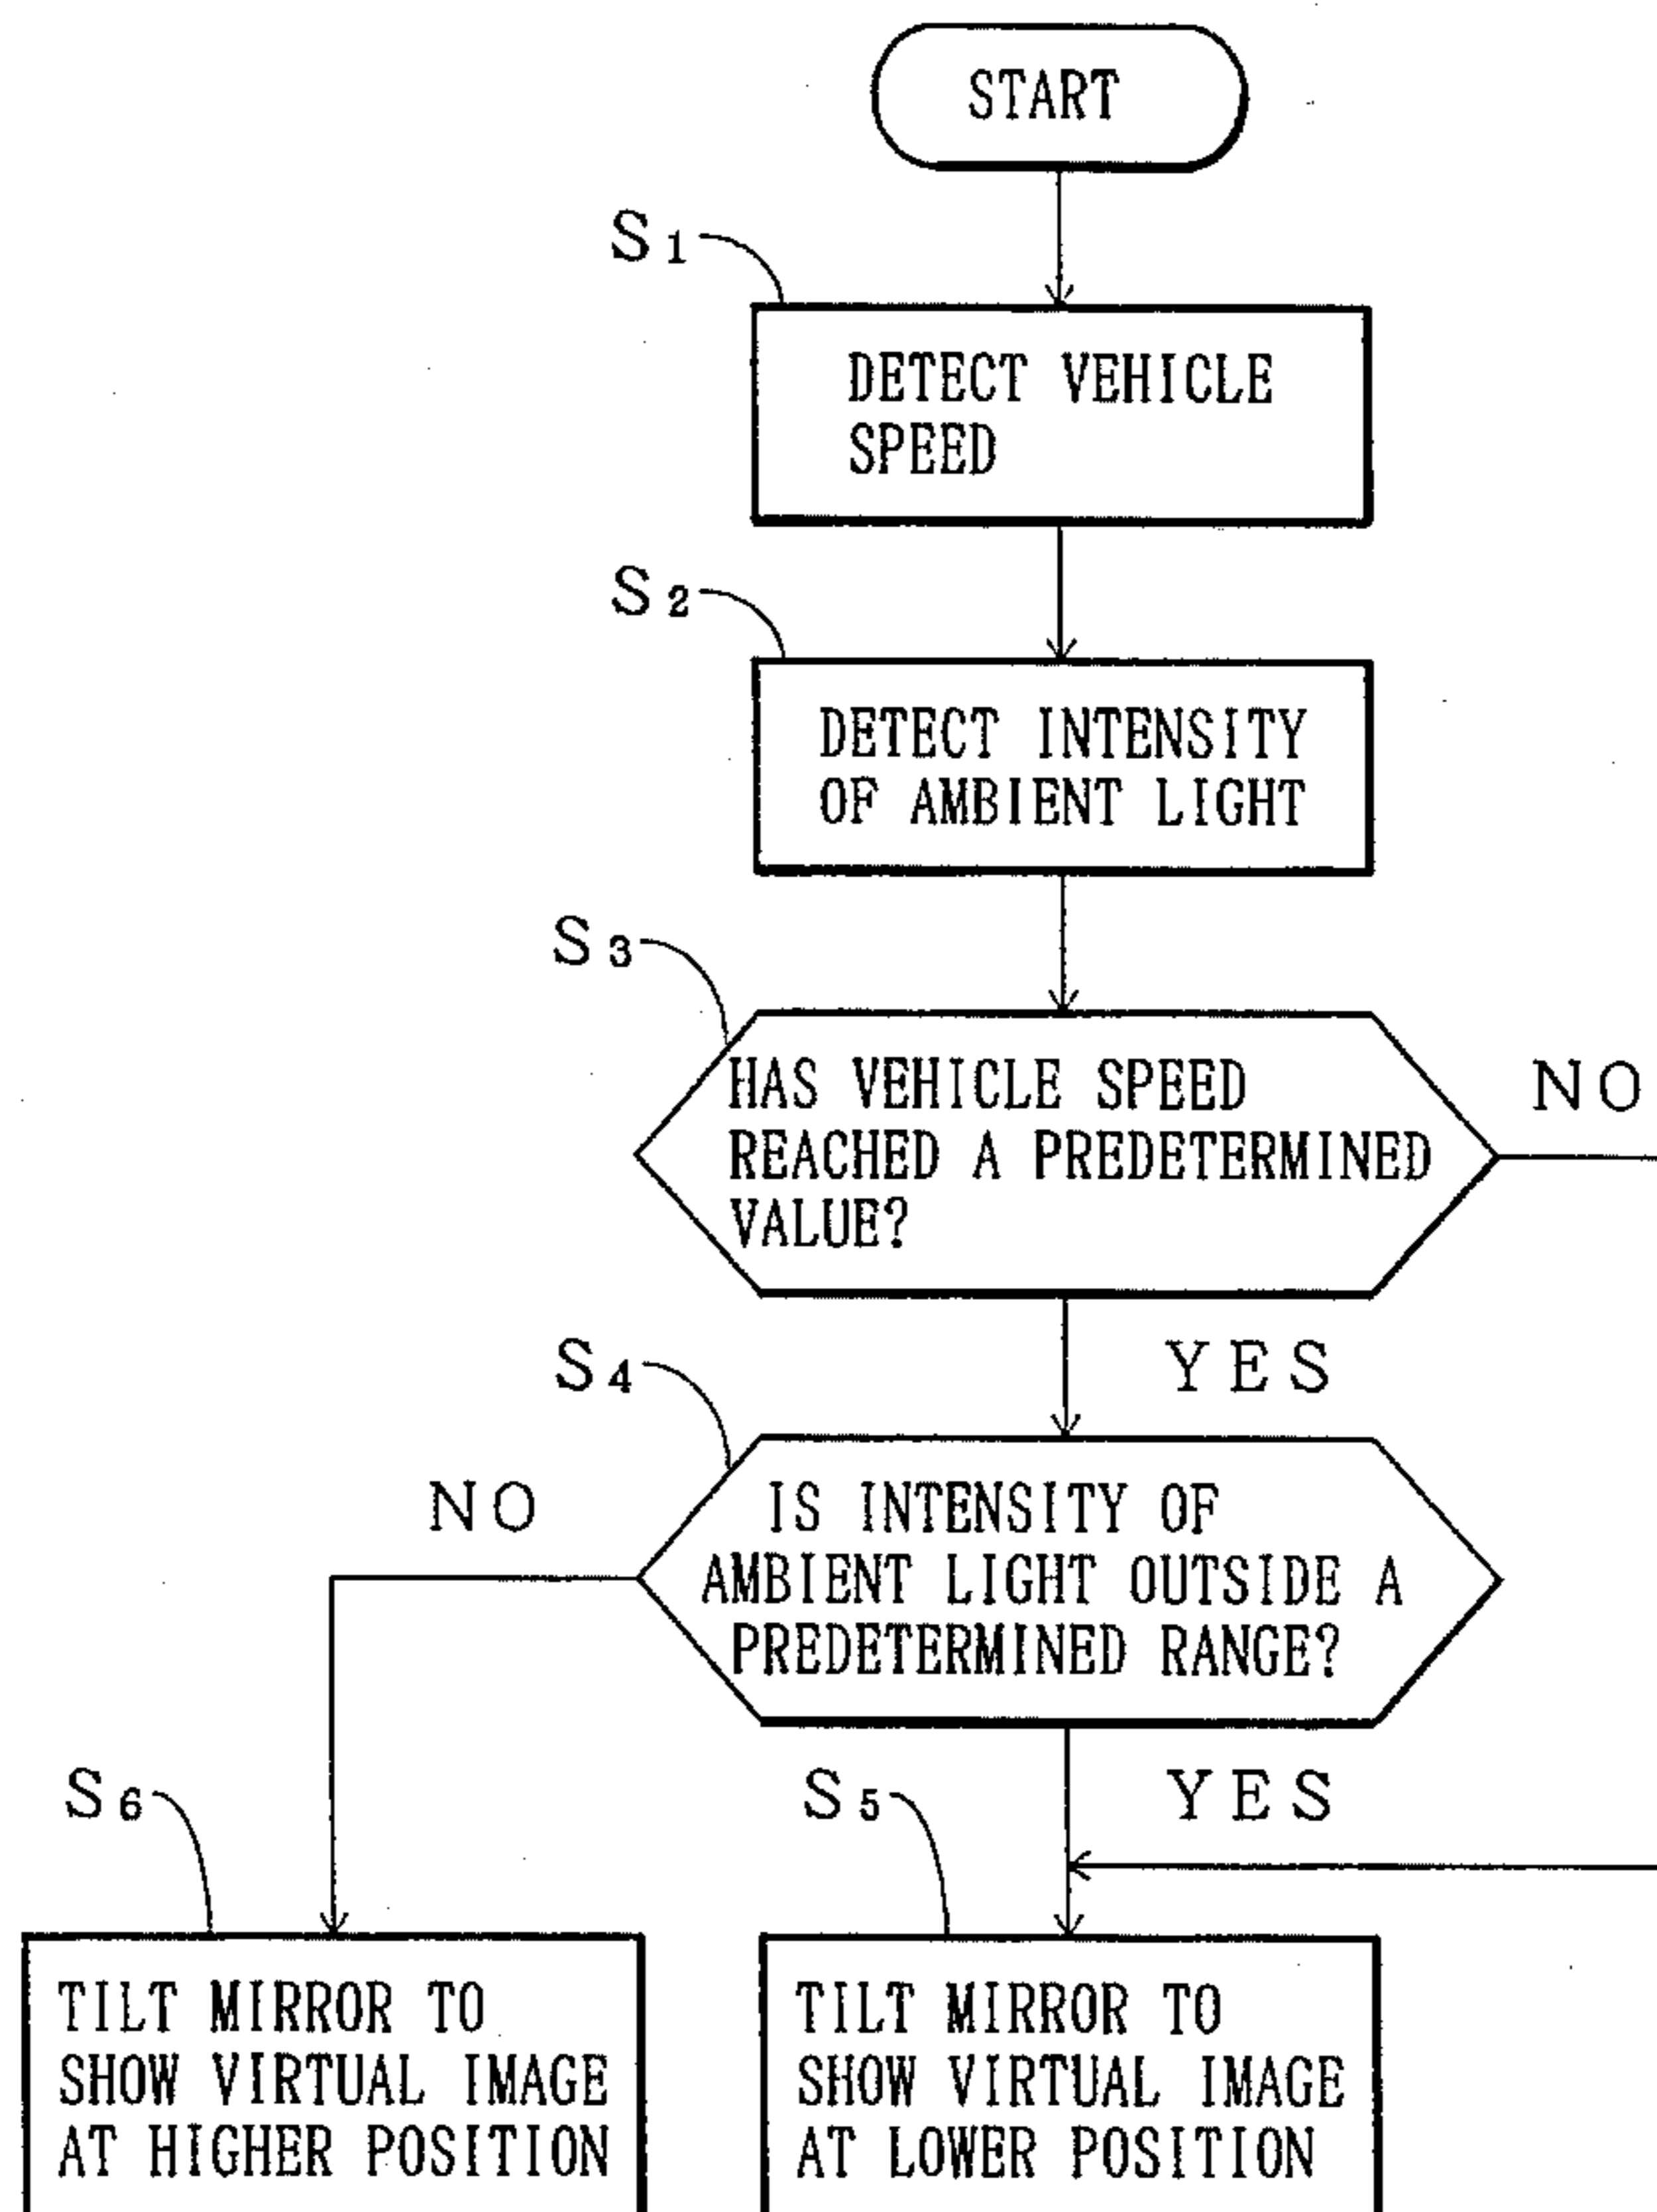 START
S1
DETECT VEHICLE
SPEED
S2
DETECT INTENSITY
OF AMBIENT LIGHT
S3
HAS VEHICLE SPEED
REACHED A PREDETERMINED
VALUE?
NO
YES
S4
IS INTENSITY OF
AMBIENT LIGHT OUTSIDE A
PREDETERMINED RANGE?
NO
YES
S6
TILT MIRROR TO
SHOW VIRTUAL IMAGE
AT HIGHER POSITION
S5
TILT MIRROR TO
SHOW VIRTUAL IMAGE
AT LOWER POSITION